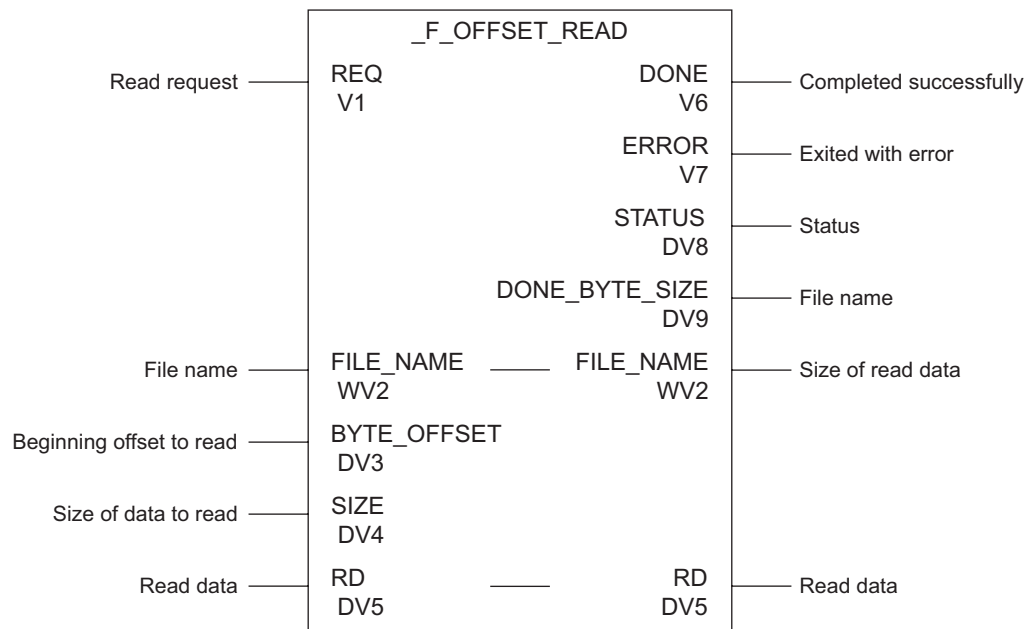 _F_OFFSET_READ
Read request REQ DONE Completed successfully
V1 V6
ERROR Exited with error
V7
STATUS Status
DV8
DONE_BYTE_SIZE File name
DV9
File name FILE_NAME FILE_NAME Size of read data
WV2 WV2
Beginning offset to read BYTE_OFFSET
DV3
Size of data to read SIZE
DV4
Read data RD RD Read data
DV5 DV5